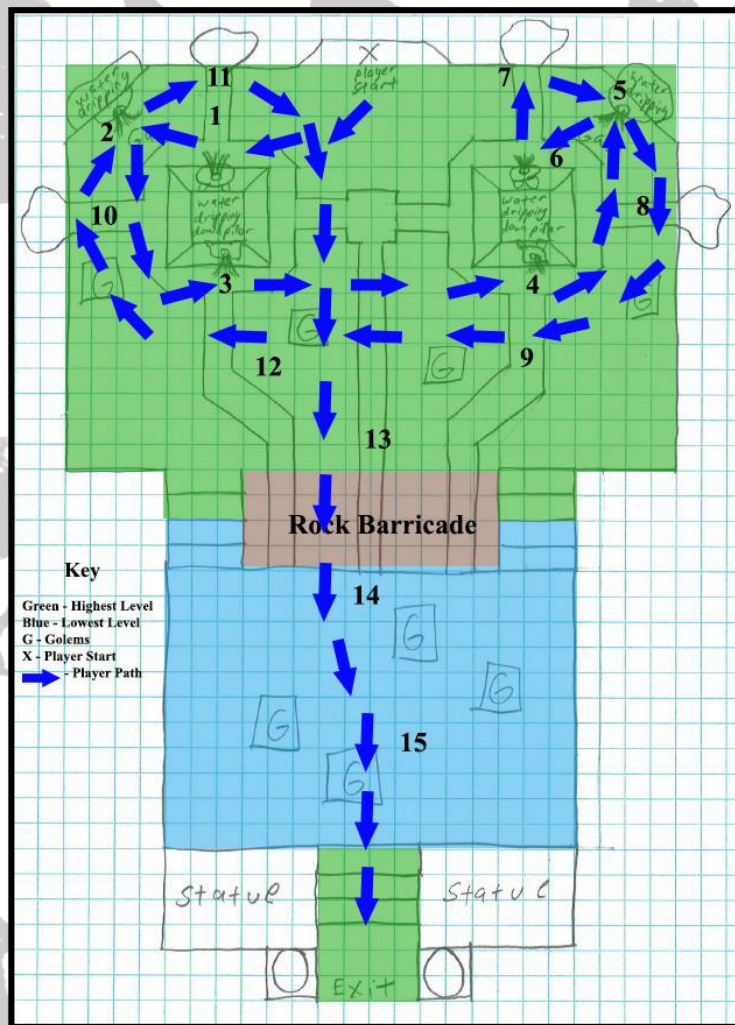 X
player
start
water
dripping
11
7
5
water
dripping
2
1
6
water
dripping
down pillar
water
dripping
down pillar
10
8
G
G
3
4
G
12
9
G
13
Rock Barricade
Key
Green - Highest Level
Blue - Lowest Level
G - Golems
X - Player Start
- Player Path
14
G
G
G
15
G
Statue
Statue
Exit